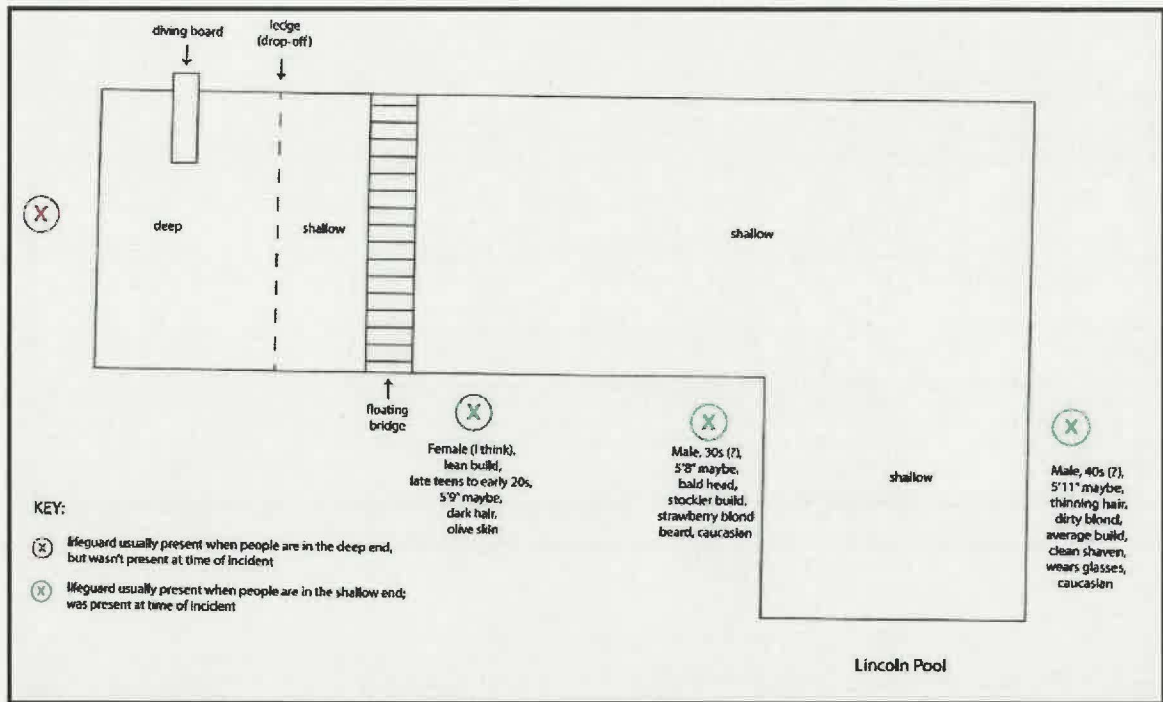 diving board
ledge
(drop-off)
deep
shallow
shallow
floating
bridge
Female (I think),
lean build,
late teens to early 20s,
5'9" maybe,
dark hair,
olive skin
Male, 30s (?),
5'8" maybe,
bald head,
stockier build,
strawberry blond
beard, caucasian
shallow
Male, 40s (?),
5'11" maybe,
thinning hair,
dirty blond,
average build,
clean shaven,
wears glasses,
caucasian
KEY:
X lifeguard usually present when people are in the deep end,
but wasn't present at time of incident
X lifeguard usually present when people are in the shallow end;
was present at time of incident
X
X
X
X
Lincoln Pool